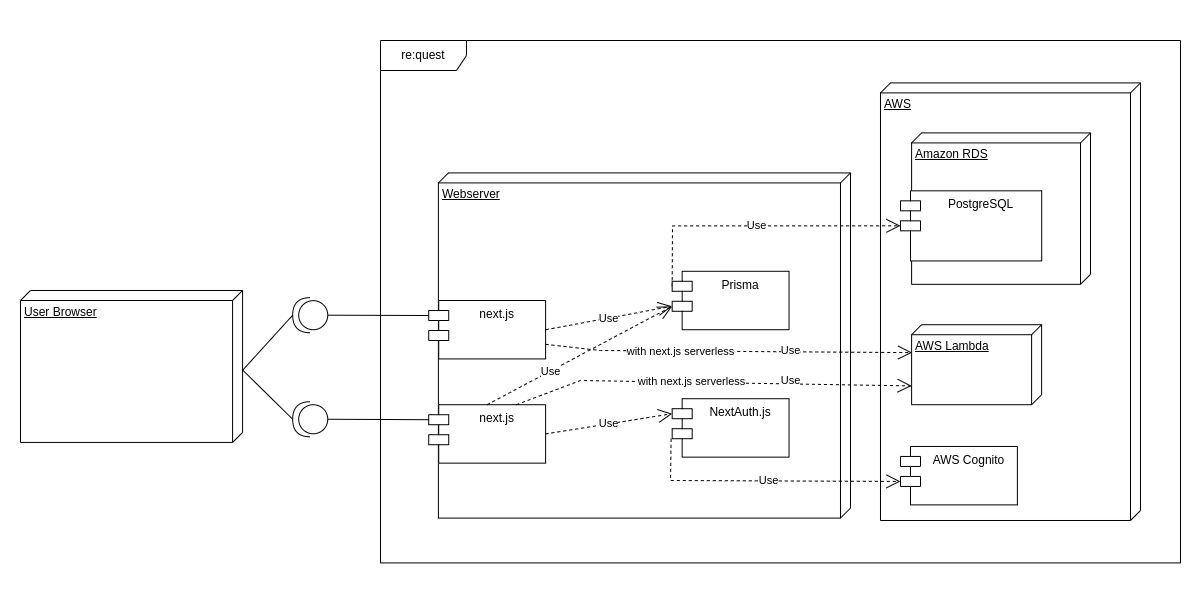 re:quest
AWS
Amazon RDS
Webserver
PostgreSQL
Use
Prisma
User Browser
next.js
Use
AWS Lambda
with next.js serverless
Use
Use
with next.js serverless
Use
next.js
Use
NextAuth.js
AWS Cognito
Use